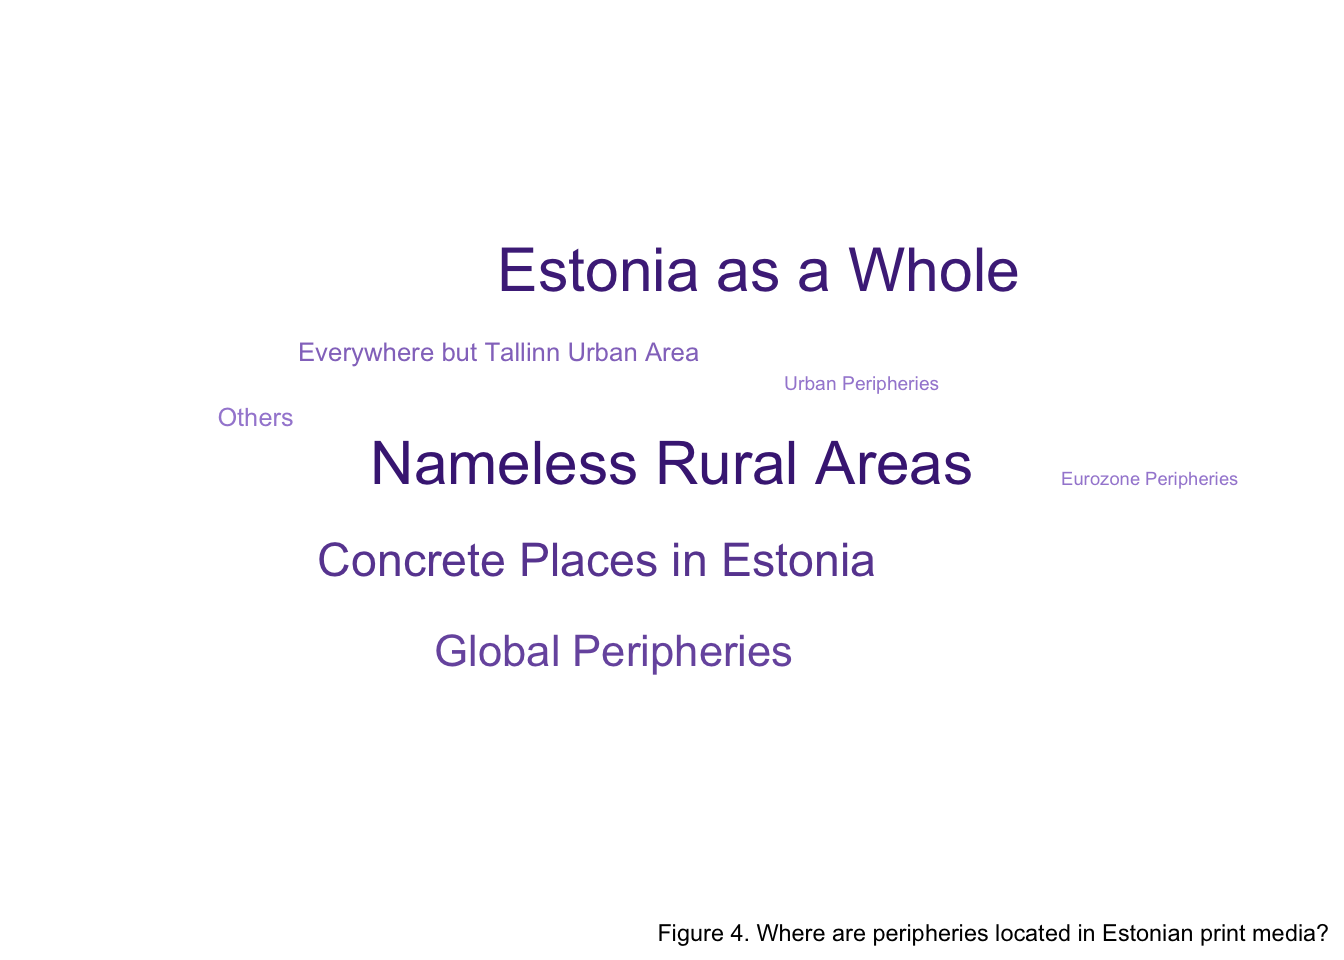 Estonia as a Whole
Everywhere but Tallinn Urban Area
Urban Peripheries
Others
Nameless Rural Areas
Eurozone Peripheries
Concrete Places in Estonia
Global Peripheries
Figure 4. Where are peripheries located in Estonian print media?